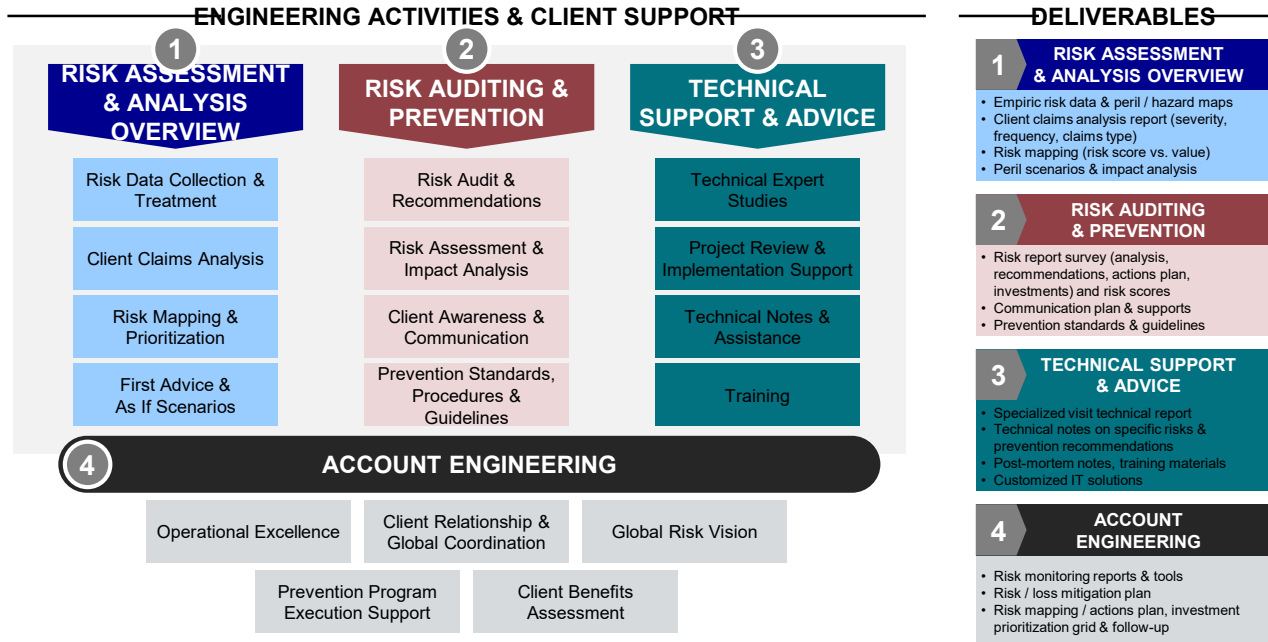 ENGINEERING ACTIVITIES & CLIENT SUPPORT
1
RISK ASSESSMENT
& ANALYSIS
OVERVIEW
Risk Data Collection &
Treatment
Client Claims Analysis
Risk Mapping &
Prioritization
First Advice &
As If Scenarios
2
RISK AUDITING &
PREVENTION
Risk Audit &
Recommendations
Risk Assessment &
Impact Analysis
Client Awareness &
Communication
Prevention Standards,
Procedures &
Guidelines
3
TECHNICAL
SUPPORT & ADVICE
Technical Expert
Studies
Project Review &
Implementation Support
Technical Notes &
Assistance
Training
4
ACCOUNT ENGINEERING
Operational Excellence
Client Relationship &
Global Coordination
Global Risk Vision
Prevention Program
Execution Support
Client Benefits
Assessment
DELIVERABLES
1
RISK ASSESSMENT
& ANALYSIS OVERVIEW
• Empiric risk data & peril / hazard maps
• Client claims analysis report (severity,
frequency, claims type)
• Risk mapping (risk score vs. value)
• Peril scenarios & impact analysis
2
RISK AUDITING
& PREVENTION
• Risk report survey (analysis,
recommendations, actions plan,
investments) and risk scores
• Communication plan & supports
• Prevention standards & guidelines
3
TECHNICAL SUPPORT
& ADVICE
• Specialized visit technical report
• Technical notes on specific risks &
prevention recommendations
• Post-mortem notes, training materials
• Customized IT solutions
4
ACCOUNT
ENGINEERING
• Risk monitoring reports & tools
• Risk / loss mitigation plan
• Risk mapping / actions plan, investment
prioritization grid & follow-up